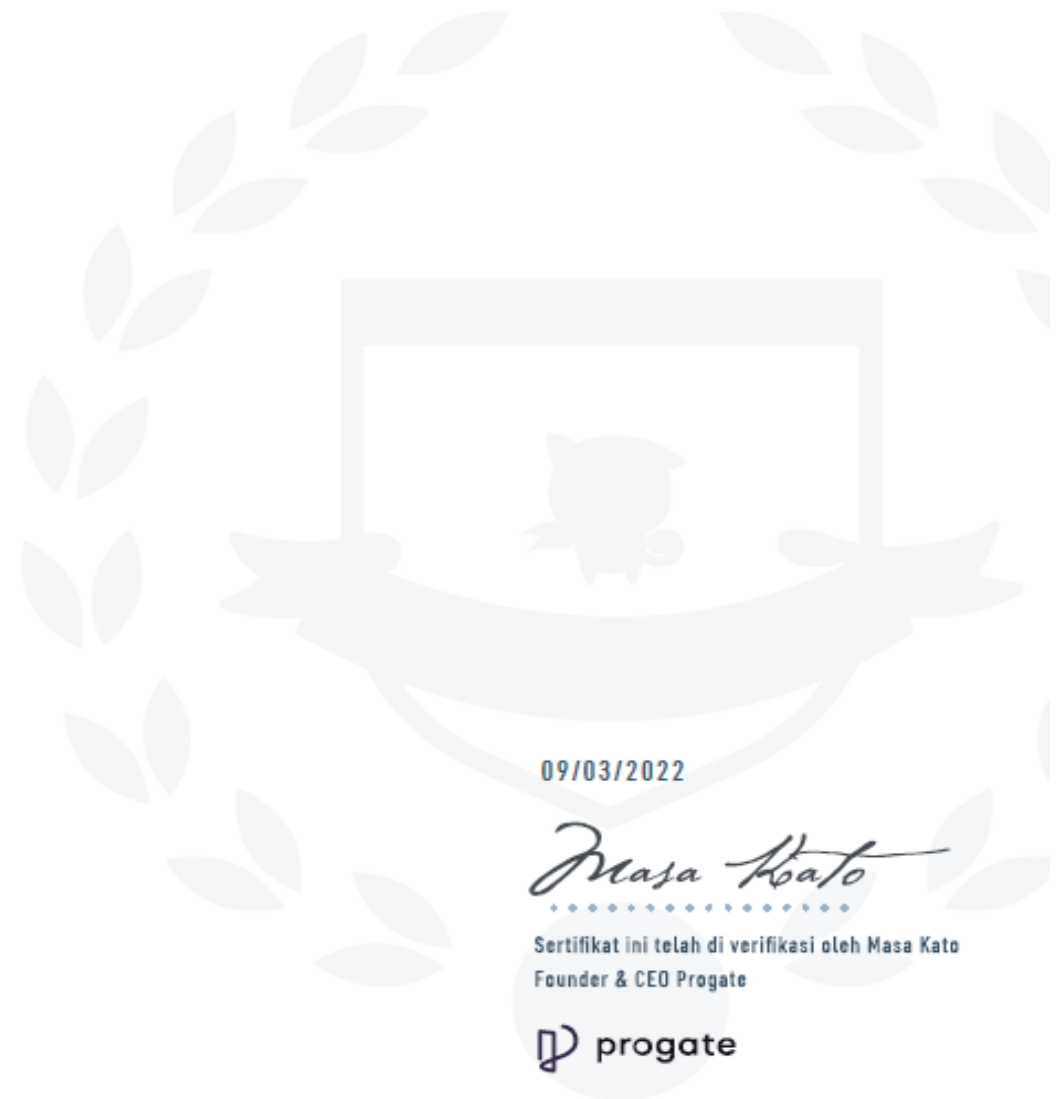 09/03/2022
Masa Kato
Sertifikat ini telah di verifikasi oleh Masa Kato
Founder & CEO Progate
progate